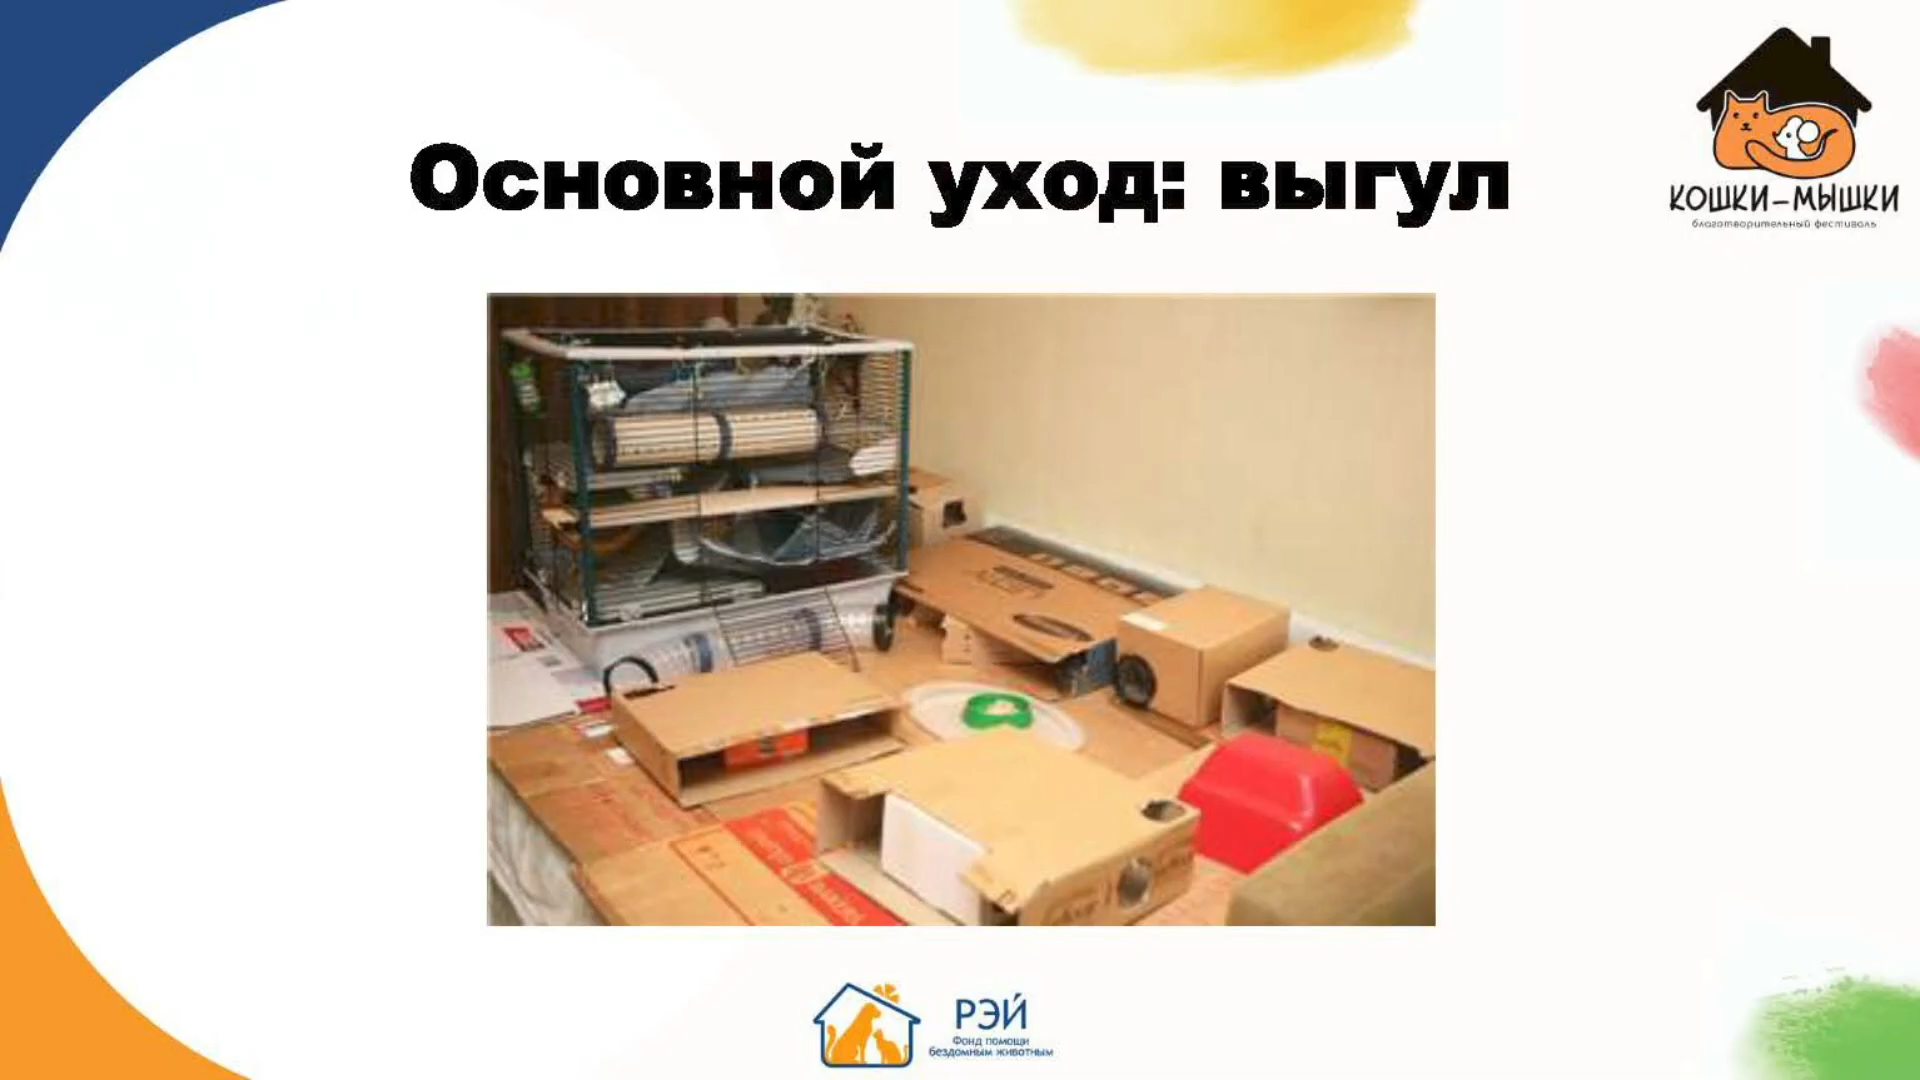 Основной уход: выгул
КОШКИ-МЫШКИ
благотворительный фестиваль
РЭЙ
Фонд помощи
бездомным животным